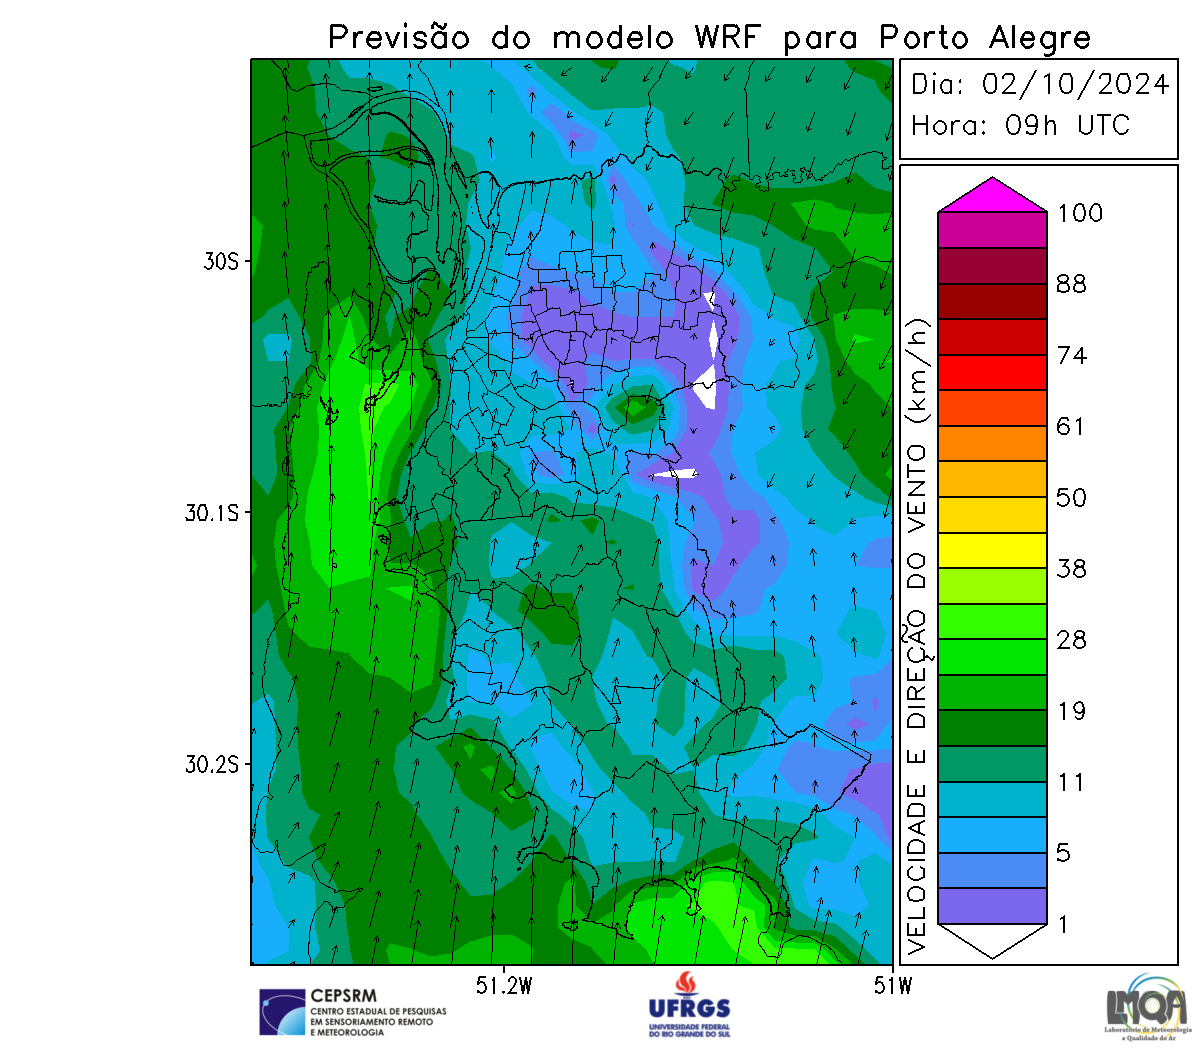 Previsão do modelo WRF para Porto Alegre
Dia: 02/10/2024
Hora: 09h UTC
100
88
74
61
50
38
28
19
11
5
1
VELOCIDADE E DIREÇÃO DO VENTO (km/h)
30S
30.1S
30.2S
51.2W
51W
CEPSRM
CENTRO ESTADUAL DE PESQUISAS
EM SENSORIAMENTO REMOTO
E METEOROLOGIA
UFRGS
UNIVERSIDADE FEDERAL
DO RIO GRANDE DO SUL
LMQA
Laboratório de Meteorologia
e Qualidade do Ar